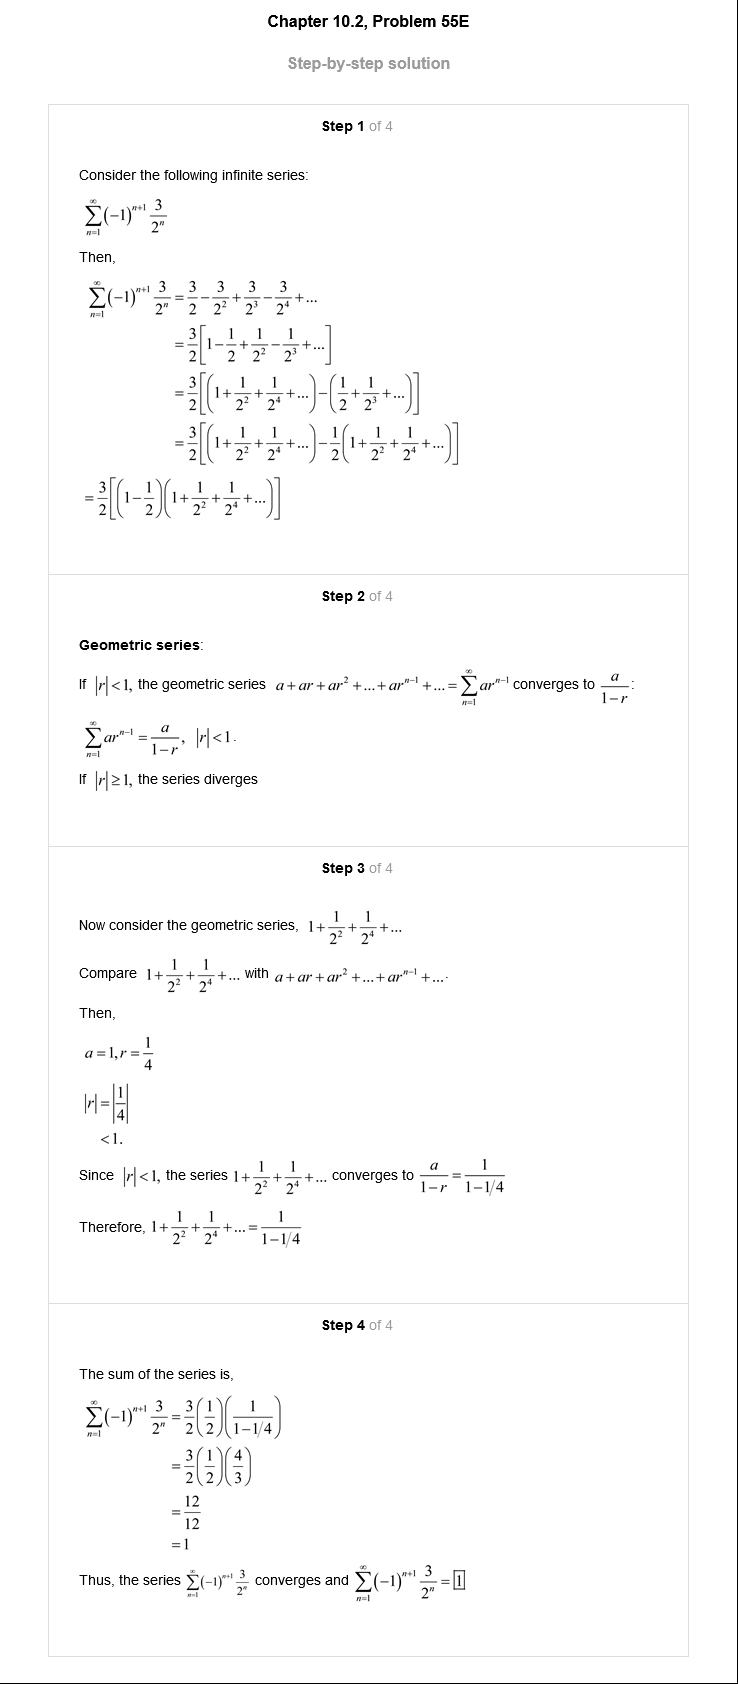 Chapter 10.2, Problem 55E
Step-by-step solution
Step 1 of 4
Consider the following infinite series:
$\sum_{n=1}^{\infty}(-1)^{n+1}\frac{3}{2^n}$
Then,
$\sum_{n=1}^{\infty}(-1)^{n+1}\frac{3}{2^n}=\frac{3}{2}-\frac{3}{2^2}+\frac{3}{2^3}-\frac{3}{2^4}+...$
$=\frac{3}{2}\left[1-\frac{1}{2}+\frac{1}{2^2}-\frac{1}{2^3}+...\right]$
$=\frac{3}{2}\left[\left(1+\frac{1}{2^2}+\frac{1}{2^4}+...\right)-\left(\frac{1}{2}+\frac{1}{2^3}+...\right)\right]$
$=\frac{3}{2}\left[\left(1+\frac{1}{2^2}+\frac{1}{2^4}+...\right)-\frac{1}{2}\left(1+\frac{1}{2^2}+\frac{1}{2^4}+...\right)\right]$
$=\frac{3}{2}\left[\left(1-\frac{1}{2}\right)\left(1+\frac{1}{2^2}+\frac{1}{2^4}+...\right)\right]$
Step 2 of 4
Geometric series:
If $|r|<1$, the geometric series $a+ar+ar^2+...+ar^{n-1}+...=\sum_{n=1}^{\infty}ar^{n-1}$ converges to $\frac{a}{1-r}$:
$\sum_{n=1}^{\infty}ar^{n-1}=\frac{a}{1-r},\ |r|<1.$
If $|r|\geq 1$, the series diverges
Step 3 of 4
Now consider the geometric series, $1+\frac{1}{2^2}+\frac{1}{2^4}+...$
Compare $1+\frac{1}{2^2}+\frac{1}{2^4}+...$ with $a+ar+ar^2+...+ar^{n-1}+...$.
Then,
$a=1, r=\frac{1}{4}$
$|r|=\left|\frac{1}{4}\right|$
$<1.$
Since $|r|<1$, the series $1+\frac{1}{2^2}+\frac{1}{2^4}+...$ converges to $\frac{a}{1-r}=\frac{1}{1-1/4}$
Therefore, $1+\frac{1}{2^2}+\frac{1}{2^4}+...=\frac{1}{1-1/4}$
Step 4 of 4
The sum of the series is,
$\sum_{n=1}^{\infty}(-1)^{n+1}\frac{3}{2^n}=\frac{3}{2}\left(\frac{1}{2}\right)\left(\frac{1}{1-1/4}\right)$
$=\frac{3}{2}\left(\frac{1}{2}\right)\left(\frac{4}{3}\right)$
$=\frac{12}{12}$
$=1$
Thus, the series $\sum_{n=1}^{\infty}(-1)^{n+1}\frac{3}{2^n}$ converges and $\sum_{n=1}^{\infty}(-1)^{n+1}\frac{3}{2^n}=\boxed{1}$